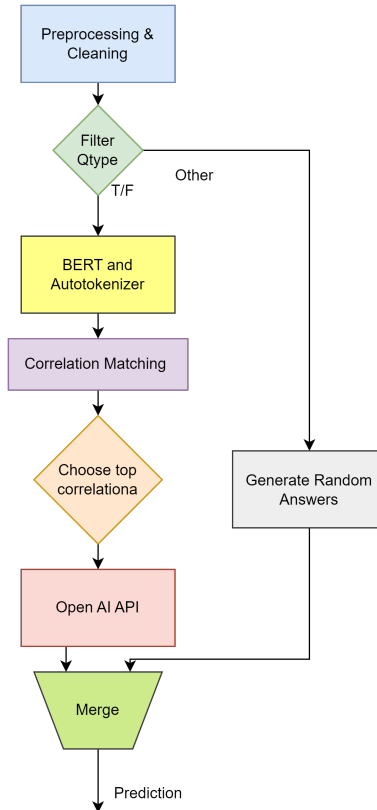 Preprocessing &
Cleaning
Filter
Qtype
Other
T/F
BERT and
Autotokenizer
Correlation Matching
Choose top
correlationa
Generate Random
Answers
Open AI API
Merge
Prediction